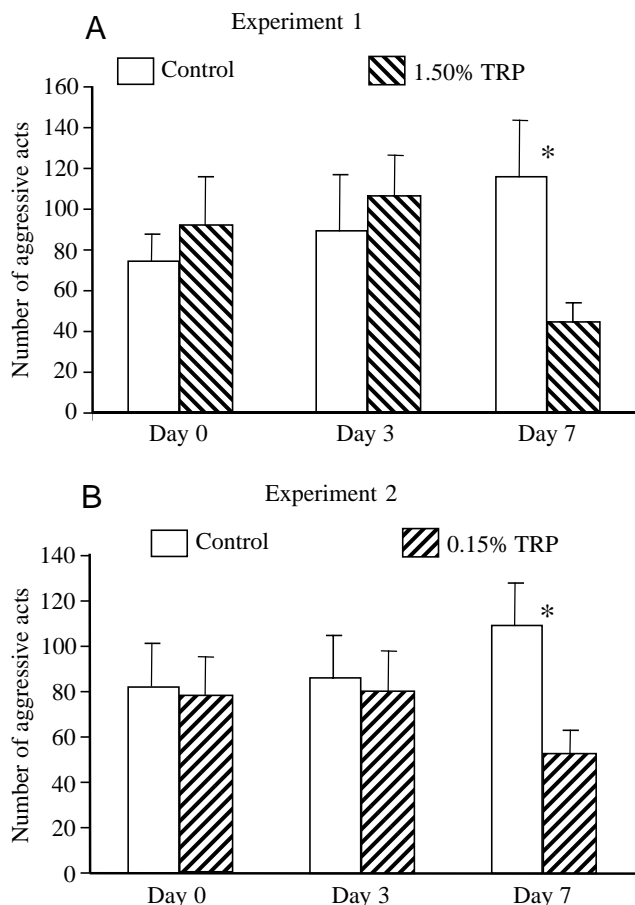 A
Experiment 1
Control
1.50% TRP
Number of aggressive acts
160
140
120
100
80
60
40
20
0
*
Day 0
Day 3
Day 7
B
Experiment 2
Control
0.15% TRP
Number of aggressive acts
140
120
100
80
60
40
20
0
*
Day 0
Day 3
Day 7